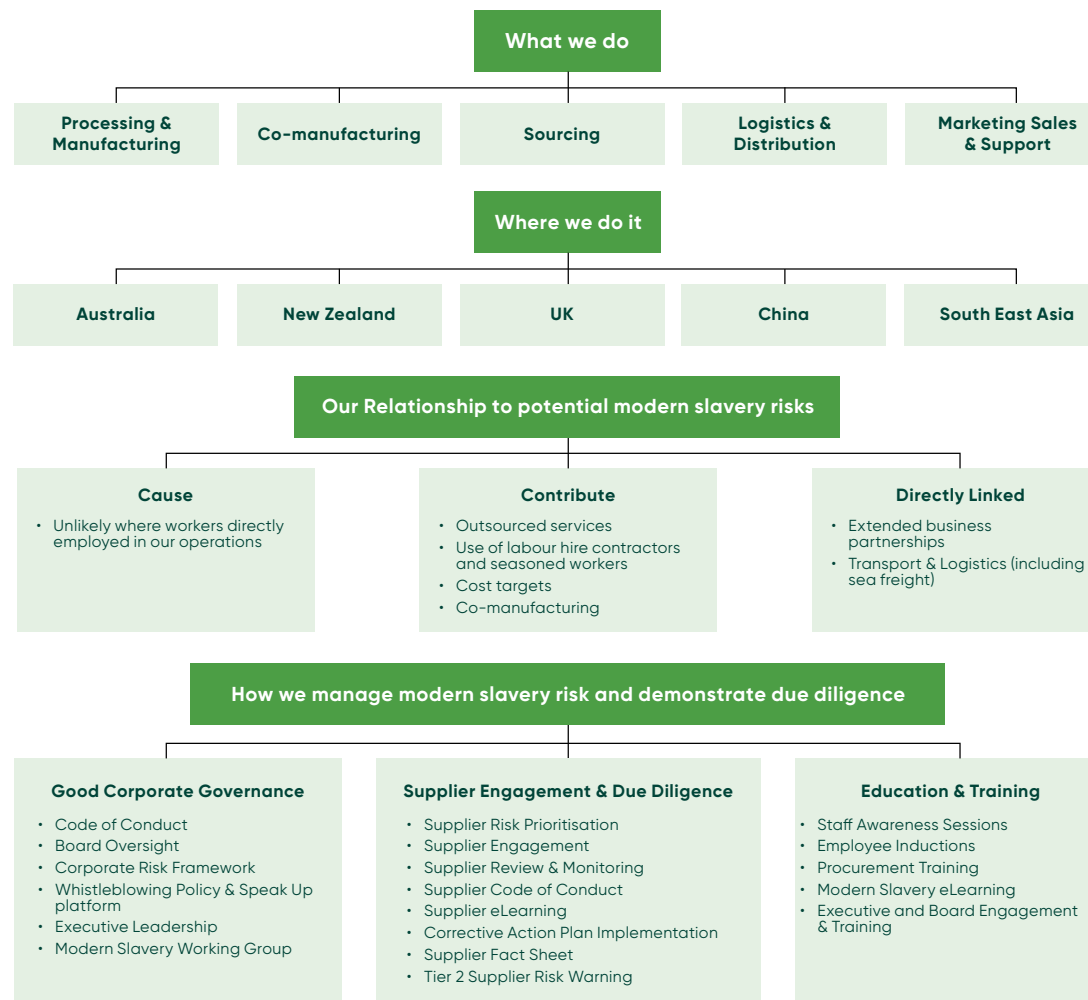 What we do
Processing &
Manufacturing
Co-manufacturing
Sourcing
Logistics &
Distribution
Marketing Sales
& Support
Where we do it
Australia
New Zealand
UK
China
South East Asia
Our Relationship to potential modern slavery risks
Cause
• Unlikely where workers directly
employed in our operations
Contribute
• Outsourced services
• Use of labour hire contractors
and seasoned workers
• Cost targets
• Co-manufacturing
Directly Linked
• Extended business
partnerships
• Transport & Logistics (including
sea freight)
How we manage modern slavery risk and demonstrate due diligence
Good Corporate Governance
• Code of Conduct
• Board Oversight
• Corporate Risk Framework
• Whistleblowing Policy & Speak Up
platform
• Executive Leadership
• Modern Slavery Working Group
Supplier Engagement & Due Diligence
• Supplier Risk Prioritisation
• Supplier Engagement
• Supplier Review & Monitoring
• Supplier Code of Conduct
• Supplier eLearning
• Corrective Action Plan Implementation
• Supplier Fact Sheet
• Tier 2 Supplier Risk Warning
Education & Training
• Staff Awareness Sessions
• Employee Inductions
• Procurement Training
• Modern Slavery eLearning
• Executive and Board Engagement
& Training